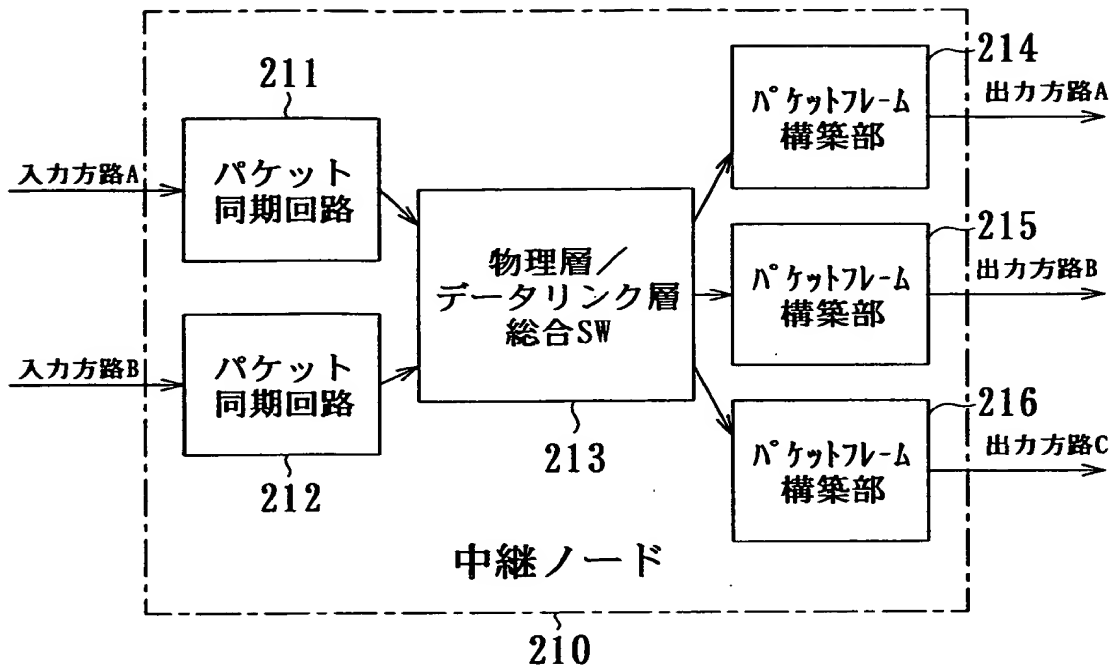 211
214
パケットフレーム
構築部
出力方路A
入力方路A
パケット
同期回路
物理層／
データリンク層
総合SW
215
パケットフレーム
構築部
出力方路B
入力方路B
パケット
同期回路
213
216
パケットフレーム
構築部
出力方路C
212
中継ノード
210